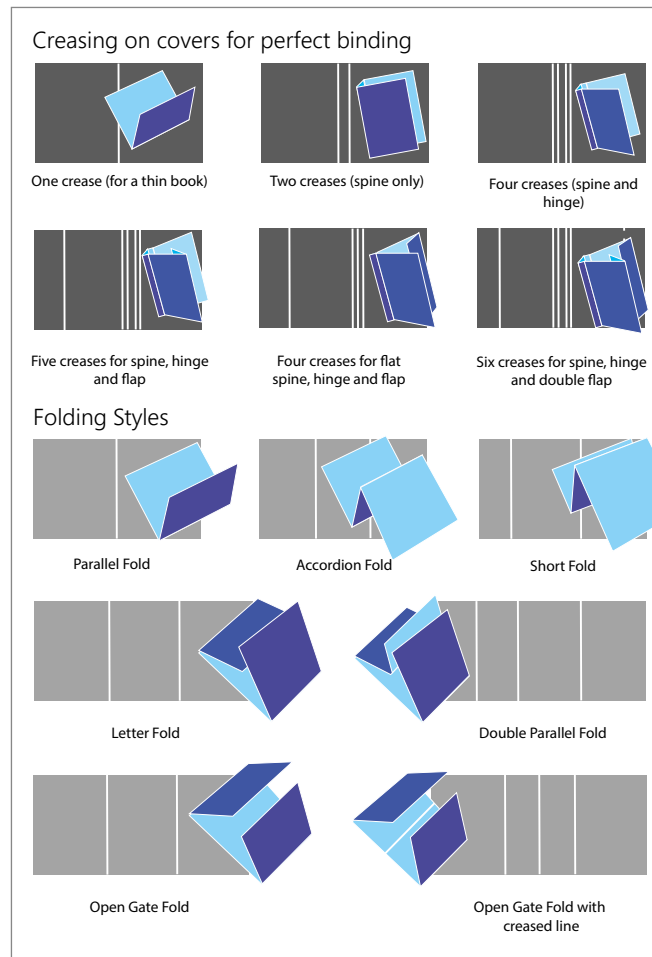 Creasing on covers for perfect binding
One crease (for a thin book)
Two creases (spine only)
Four creases (spine and
hinge)
Five creases for spine, hinge
and flap
Four creases for flat
spine, hinge and flap
Six creases for spine, hinge
and double flap
Folding Styles
Parallel Fold
Accordion Fold
Short Fold
Letter Fold
Double Parallel Fold
Open Gate Fold
Open Gate Fold with
creased line